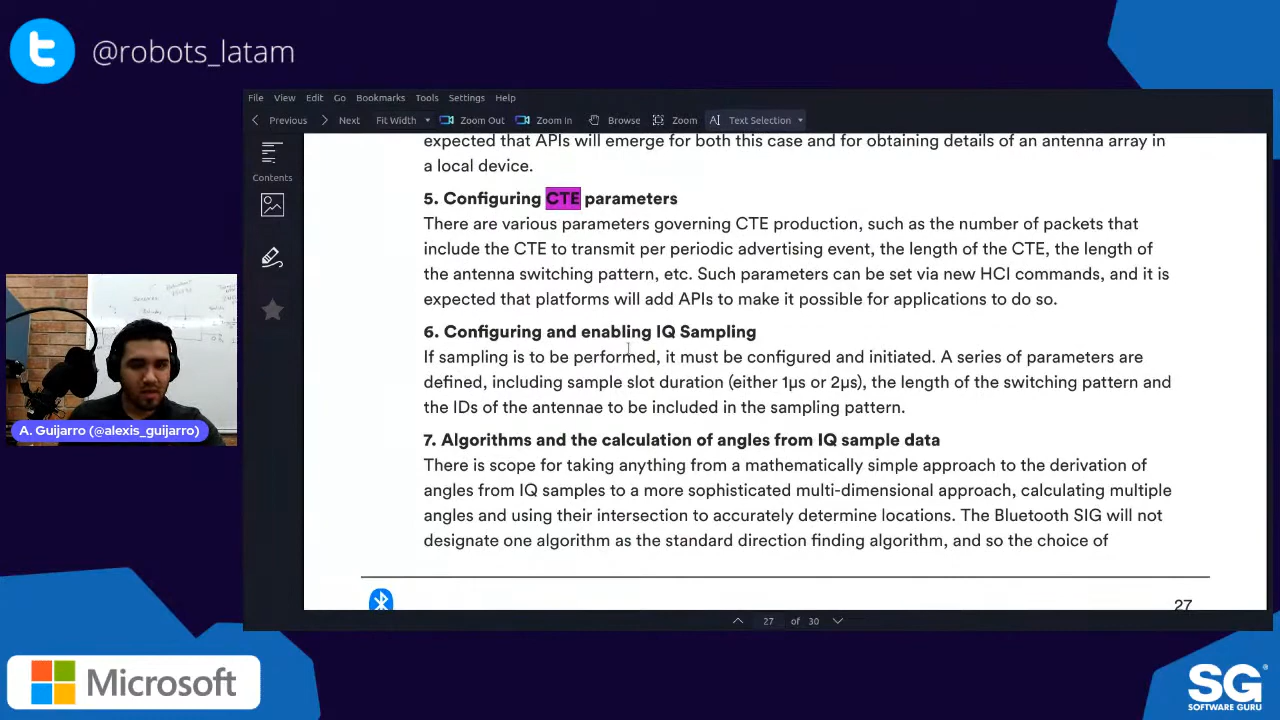 @robots_latam
File View Edit Go Bookmarks Tools Settings Help
Previous Next Fit Width Zoom Out Zoom In Browse Zoom Text Selection
Contents
expected that APIs will emerge for both this case and for obtaining details of an antenna array in
a local device.
5. Configuring CTE parameters
There are various parameters governing CTE production, such as the number of packets that
include the CTE to transmit per periodic advertising event, the length of the CTE, the length of
the antenna switching pattern, etc. Such parameters can be set via new HCI commands, and it is
expected that platforms will add APIs to make it possible for applications to do so.
6. Configuring and enabling IQ Sampling
If sampling is to be performed, it must be configured and initiated. A series of parameters are
defined, including sample slot duration (either 1µs or 2µs), the length of the switching pattern and
the IDs of the antennae to be included in the sampling pattern.
7. Algorithms and the calculation of angles from IQ sample data
There is scope for taking anything from a mathematically simple approach to the derivation of
angles from IQ samples to a more sophisticated multi-dimensional approach, calculating multiple
angles and using their intersection to accurately determine locations. The Bluetooth SIG will not
designate one algorithm as the standard direction finding algorithm, and so the choice of
27
27 of 30
A. Guijarro (@alexis_guijarro)
Microsoft
SG
SOFTWARE GURU